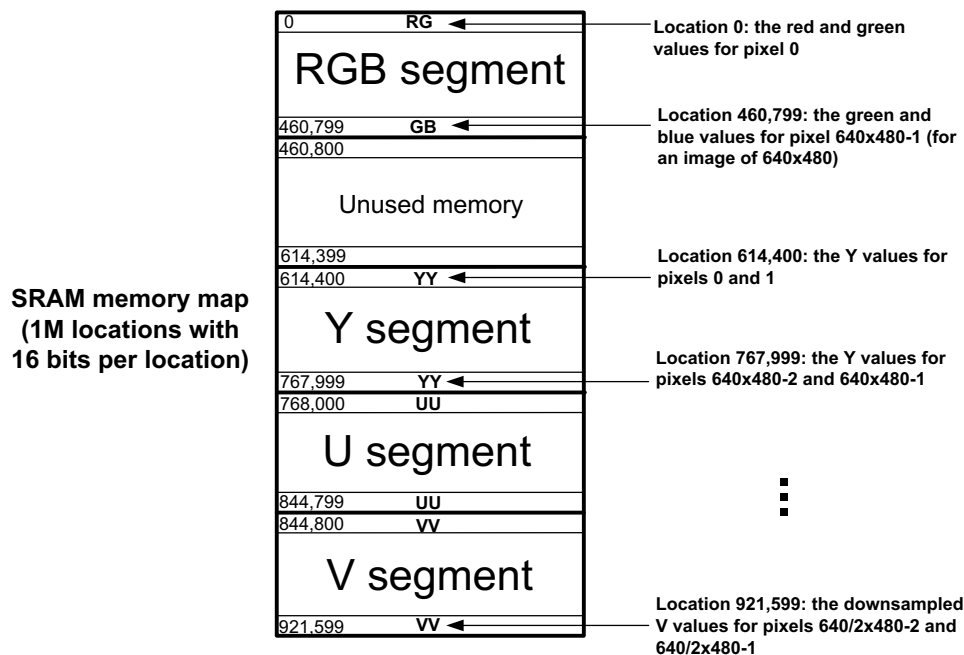 0 RG
Location 0: the red and green
values for pixel 0
RGB segment
460,799 GB
Location 460,799: the green and
blue values for pixel 640x480-1 (for
an image of 640x480)
460,800
Unused memory
614,399
Location 614,400: the Y values for
pixels 0 and 1
614,400 YY
SRAM memory map
(1M locations with
16 bits per location)
Y segment
767,999 YY
Location 767,999: the Y values for
pixels 640x480-2 and 640x480-1
768,000 UU
U segment
844,799 UU
844,800 VV
V segment
921,599 VV
Location 921,599: the downsampled
V values for pixels 640/2x480-2 and
640/2x480-1